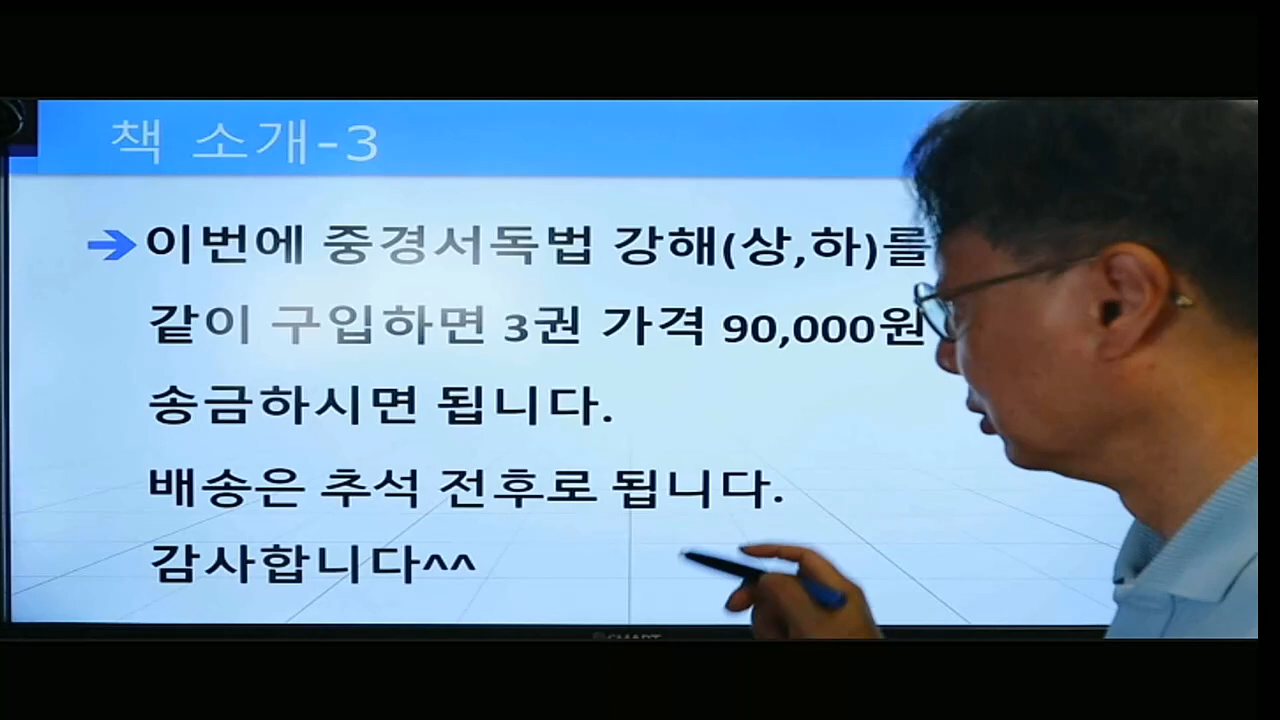 책 소개-3
이번에 중경서독법 강해(상,하)를
같이 구입하면 3권 가격 90,000원
송금하시면 됩니다.
배송은 추석 전후로 됩니다.
감사합니다^^
SMART